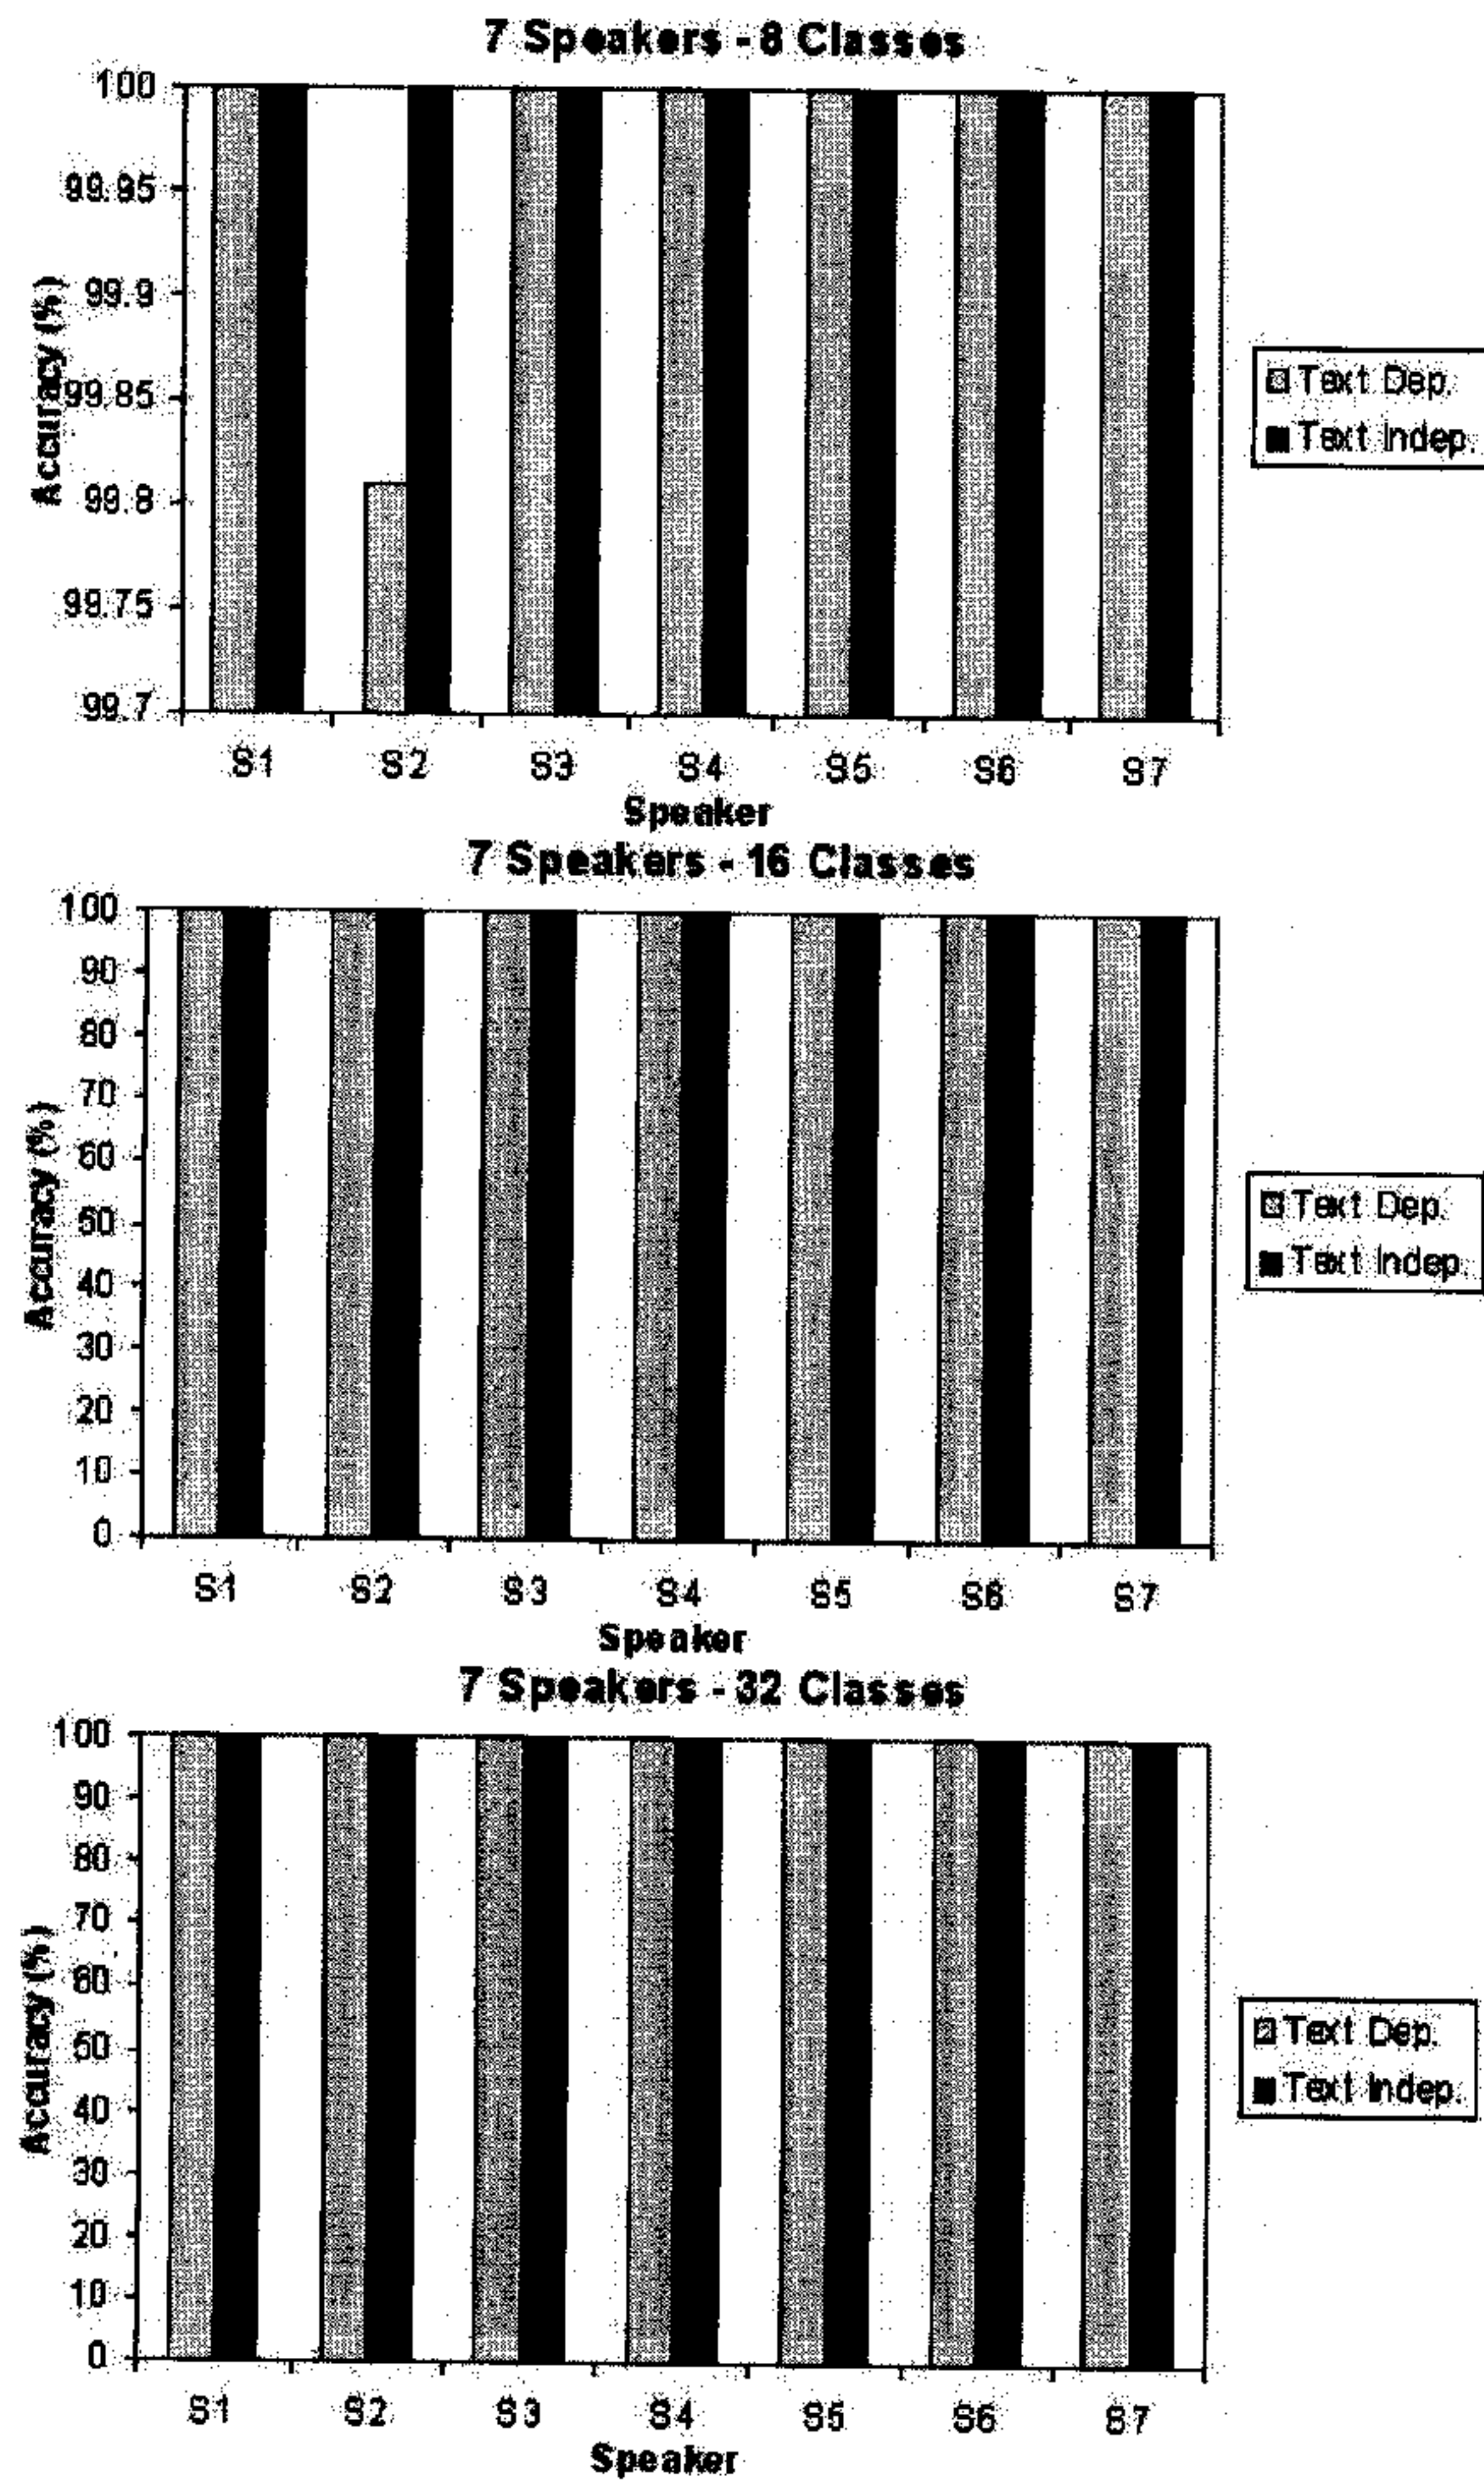 7 Speakers - 8 Classes
100
99.95
99.9
99.85
99.8
99.75
99.7
Accuracy (%)
S1 S2 S3 S4 S5 S6 S7
Speaker
Text Dep.
Text Indep.
7 Speakers - 16 Classes
100
90
80
70
60
50
40
30
20
10
0
Accuracy (%)
S1 S2 S3 S4 S5 S6 S7
Speaker
Text Dep.
Text Indep.
7 Speakers - 32 Classes
100
90
80
70
60
50
40
30
20
10
0
Accuracy (%)
S1 S2 S3 S4 S5 S6 S7
Speaker
Text Dep.
Text Indep.